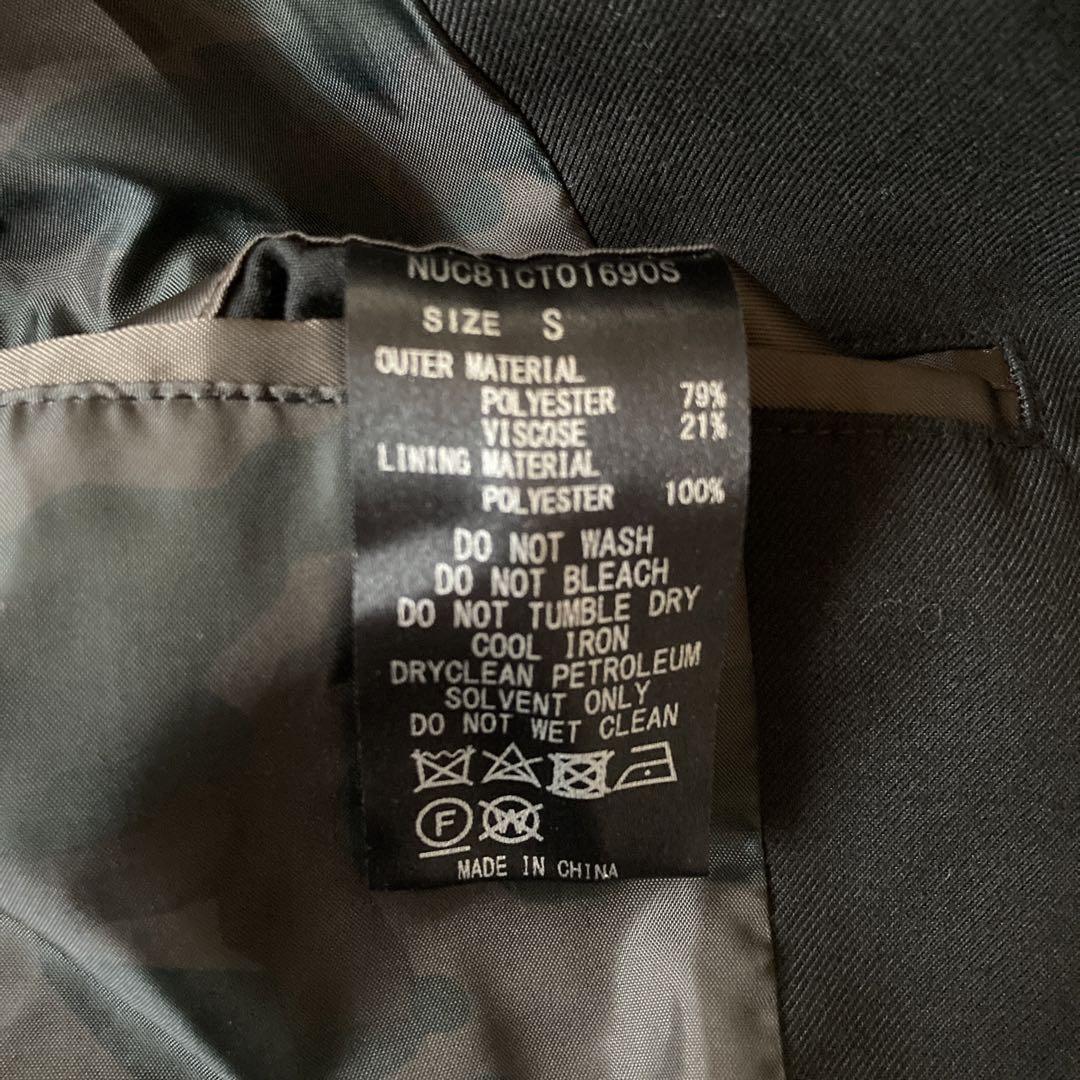 NUC81CT01690S
SIZE S
OUTER MATERIAL
POLYESTER 79%
VISCOSE 21%
LINING MATERIAL
POLYESTER 100%
DO NOT WASH
DO NOT BLEACH
DO NOT TUMBLE DRY
COOL IRON
DRYCLEAN PETROLEUM
SOLVENT ONLY
DO NOT WET CLEAN
F W
MADE IN CHINA